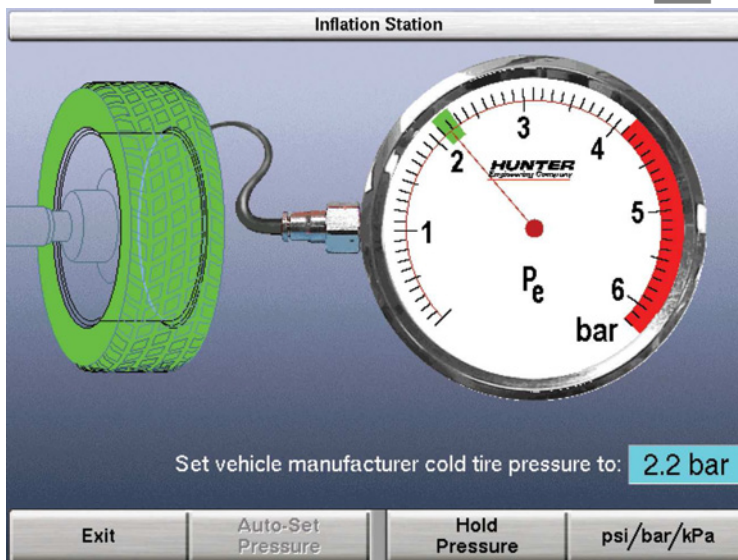 Inflation Station
1
2
3
4
5
6
HUNTER
Engineering Company
Pe
bar
Set vehicle manufacturer cold tire pressure to: 2.2 bar
Exit
Auto-Set
Pressure
Hold
Pressure
psi/bar/kPa